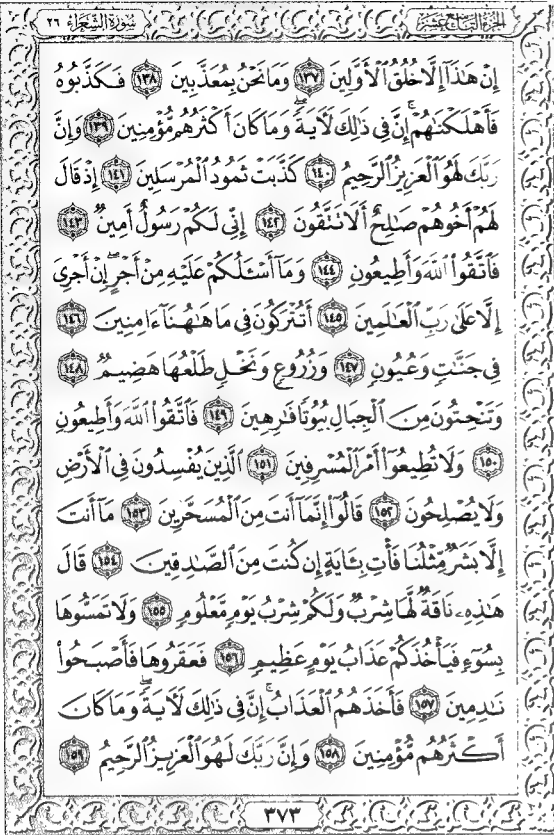 الجزء التاسع عشر سورة الشعراء ٢٦
إِنْ هَٰذَآ إِلَّا خُلُقُ ٱلْأَوَّلِينَ ١٣٧ وَمَا نَحْنُ بِمُعَذَّبِينَ ١٣٨ فَكَذَّبُوهُ
فَأَهْلَكْنَٰهُمْ ۚ إِنَّ فِى ذَٰلِكَ لَءَايَةً ۖ وَمَا كَانَ أَكْثَرُهُم مُّؤْمِنِينَ ١٣٩ وَإِنَّ
رَبَّكَ لَهُوَ ٱلْعَزِيزُ ٱلرَّحِيمُ ١٤٠ كَذَّبَتْ ثَمُودُ ٱلْمُرْسَلِينَ ١٤١ إِذْ قَالَ
لَهُمْ أَخُوهُمْ صَٰلِحٌ أَلَا تَتَّقُونَ ١٤٢ إِنِّى لَكُمْ رَسُولٌ أَمِينٌ ١٤٣
فَٱتَّقُوا۟ ٱللَّهَ وَأَطِيعُونِ ١٤٤ وَمَآ أَسْـَٔلُكُمْ عَلَيْهِ مِنْ أَجْرٍ ۖ إِنْ أَجْرِىَ
إِلَّا عَلَىٰ رَبِّ ٱلْعَٰلَمِينَ ١٤٥ أَتُتْرَكُونَ فِى مَا هَٰهُنَآ ءَامِنِينَ ١٤٦
فِى جَنَّٰتٍ وَعُيُونٍ ١٤٧ وَزُرُوعٍ وَنَخْلٍ طَلْعُهَا هَضِيمٌ ١٤٨
وَتَنْحِتُونَ مِنَ ٱلْجِبَالِ بُيُوتًا فَٰرِهِينَ ١٤٩ فَٱتَّقُوا۟ ٱللَّهَ وَأَطِيعُونِ
١٥٠ وَلَا تُطِيعُوٓا۟ أَمْرَ ٱلْمُسْرِفِينَ ١٥١ ٱلَّذِينَ يُفْسِدُونَ فِى ٱلْأَرْضِ
وَلَا يُصْلِحُونَ ١٥٢ قَالُوٓا۟ إِنَّمَآ أَنتَ مِنَ ٱلْمُسَحَّرِينَ ١٥٣ مَآ أَنتَ
إِلَّا بَشَرٌ مِّثْلُنَا فَأْتِ بِـَٔايَةٍ إِن كُنتَ مِنَ ٱلصَّٰدِقِينَ ١٥٤ قَالَ
هَٰذِهِۦ نَاقَةٌ لَّهَا شِرْبٌ وَلَكُمْ شِرْبُ يَوْمٍ مَّعْلُومٍ ١٥٥ وَلَا تَمَسُّوهَا
بِسُوٓءٍ فَيَأْخُذَكُمْ عَذَابُ يَوْمٍ عَظِيمٍ ١٥٦ فَعَقَرُوهَا فَأَصْبَحُوا۟
نَٰدِمِينَ ١٥٧ فَأَخَذَهُمُ ٱلْعَذَابُ ۗ إِنَّ فِى ذَٰلِكَ لَءَايَةً ۖ وَمَا كَانَ
أَكْثَرُهُم مُّؤْمِنِينَ ١٥٨ وَإِنَّ رَبَّكَ لَهُوَ ٱلْعَزِيزُ ٱلرَّحِيمُ ١٥٩
٣٧٣